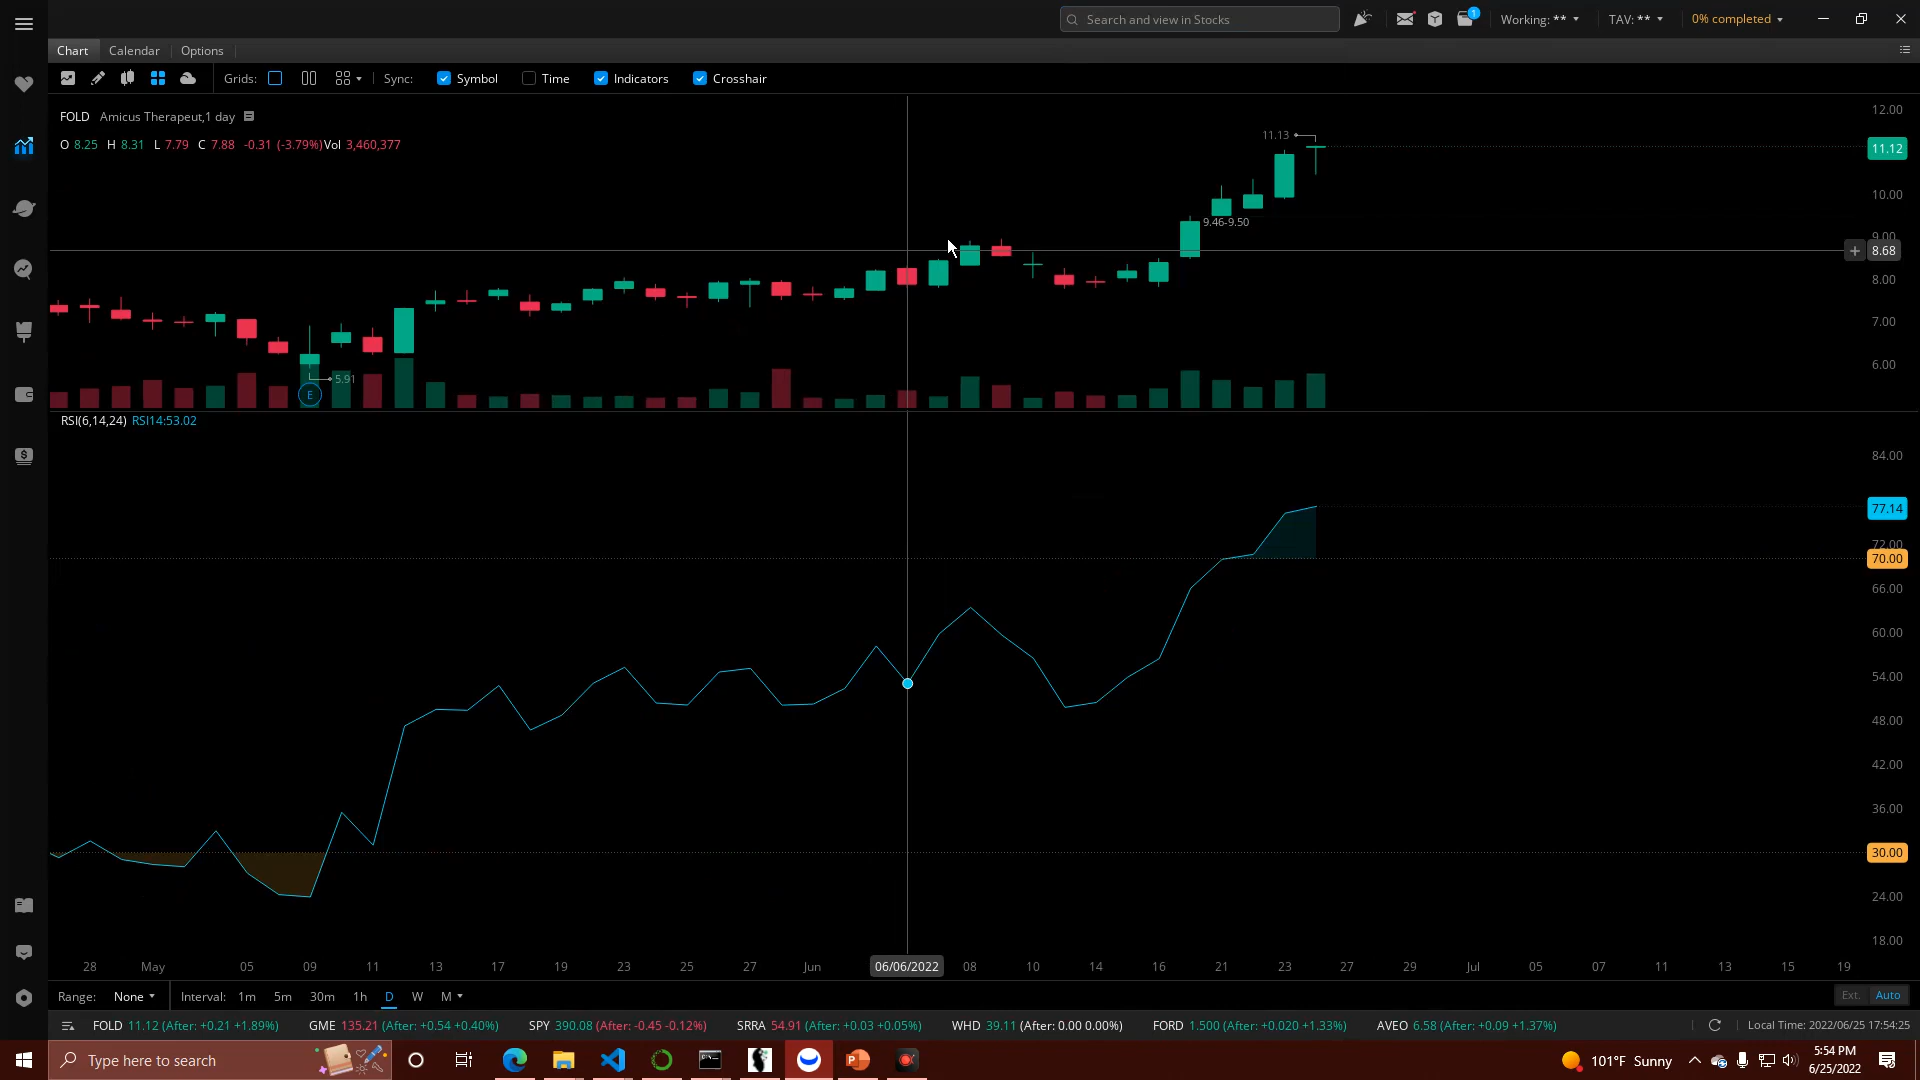 Search and view in Stocks
1
Working: **
TAV: **
0% completed
Chart
Calendar
Options
Grids:
Sync:
Symbol
Time
Indicators
Crosshair
FOLD Amicus Therapeut,1 day
O 8.25 H 8.31 L 7.79 C 7.88 -0.31 (-3.79%)Vol 3,460,377
12.00
11.13
11.12
10.00
9.46-9.50
9.00
8.68
8.00
7.00
6.00
5.91
E
RSI(6,14,24) RSI14:53.02
84.00
77.14
72.00
70.00
66.00
60.00
54.00
48.00
42.00
36.00
30.00
24.00
18.00
28 May 05 09 11 13 17 19 23 25 27 Jun 06/06/2022 08 10 14 16 21 23 27 29 Jul 05 07 11 13 15 19
Range: None Interval: 1m 5m 30m 1h D W M Ext. Auto
FOLD 11.12 (After: +0.21 +1.89%) GME 135.21 (After: +0.54 +0.40%) SPY 390.08 (After: -0.45 -0.12%) SRRA 54.91 (After: +0.03 +0.05%) WHD 39.11 (After: 0.00 0.00%) FORD 1.500 (After: +0.020 +1.33%) AVEO 6.58 (After: +0.09 +1.37%) Local Time: 2022/06/25 17:54:25
Type here to search
101°F Sunny
5:54 PM
6/25/2022